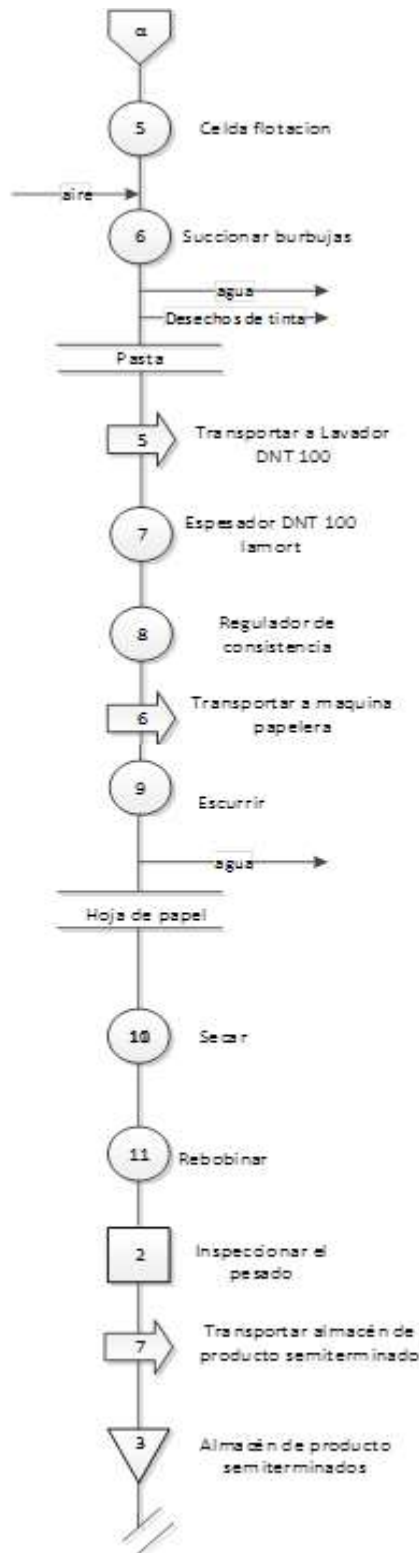 α
5 Celda flotacion
aire
6 Succionar burbujas
agua
Desechos de tinta
Pasta
5 Transportar a Lavador
DNT 100
7 Espesador DNT 100
lamort
8 Regulador de
consistencia
6 Transportar a maquina
papelera
9 Escurrir
agua
Hoja de papel
10 Secar
11 Rebobinar
2 Inspeccionar el
pesado
7 Transportar almacén de
producto semiterminado
3 Almacén de producto
semiterminados